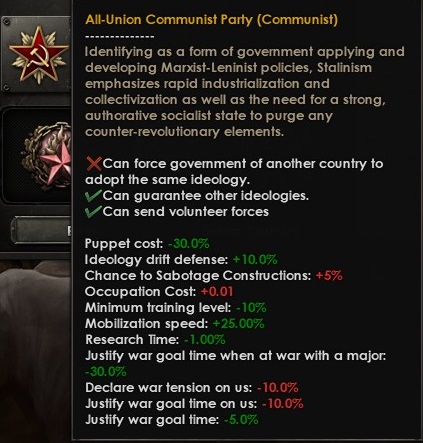 All-Union Communist Party (Communist)
--------------
Identifying as a form of government applying and
developing Marxist-Leninist policies, Stalinism
emphasizes rapid industrialization and
collectivization as well as the need for a strong,
authorative socialist state to purge any
counter-revolutionary elements.
Can force government of another country to
adopt the same ideology.
Can guarantee other ideologies.
Can send volunteer forces
Puppet cost: -30.0%
Ideology drift defense: +10.0%
Chance to Sabotage Constructions: +5%
Occupation Cost: +0.01
Minimum training level: -10%
Mobilization speed: +25.00%
Research Time: -1.00%
Justify war goal time when at war with a major:
-30.0%
Declare war tension on us: -10.0%
Justify war goal time on us: -10.0%
Justify war goal time: -5.0%